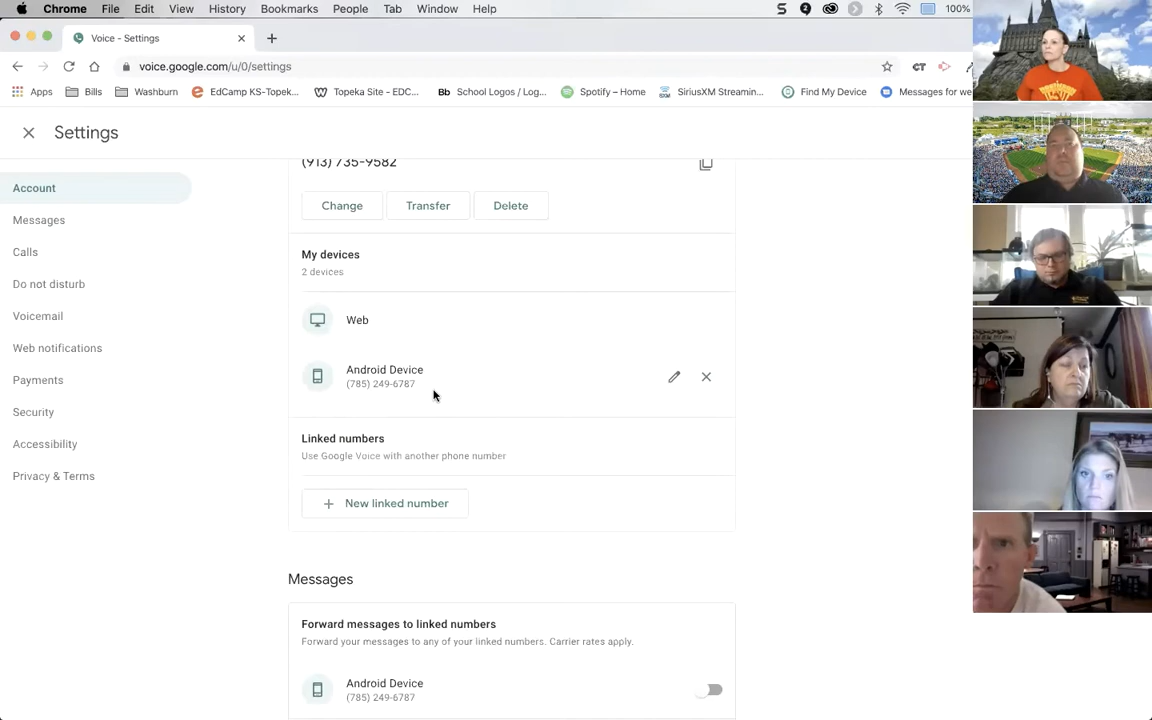 Chrome File Edit View History Bookmarks People Tab Window Help 2 100%
Voice - Settings
voice.google.com/u/0/settings
Apps Bills Washburn EdCamp KS-Topek... Topeka Site - EDC... Bb School Logos / Log... Spotify – Home SiriusXM Streamin... Find My Device Messages for we
Settings
(913) 735-9582
Account
Change Transfer Delete
Messages
Calls
My devices
2 devices
Do not disturb
Voicemail
Web
Web notifications
Payments
Android Device
(785) 249-6787
Security
Accessibility
Linked numbers
Use Google Voice with another phone number
Privacy & Terms
+ New linked number
Messages
Forward messages to linked numbers
Forward your messages to any of your linked numbers. Carrier rates apply.
Android Device
(785) 249-6787